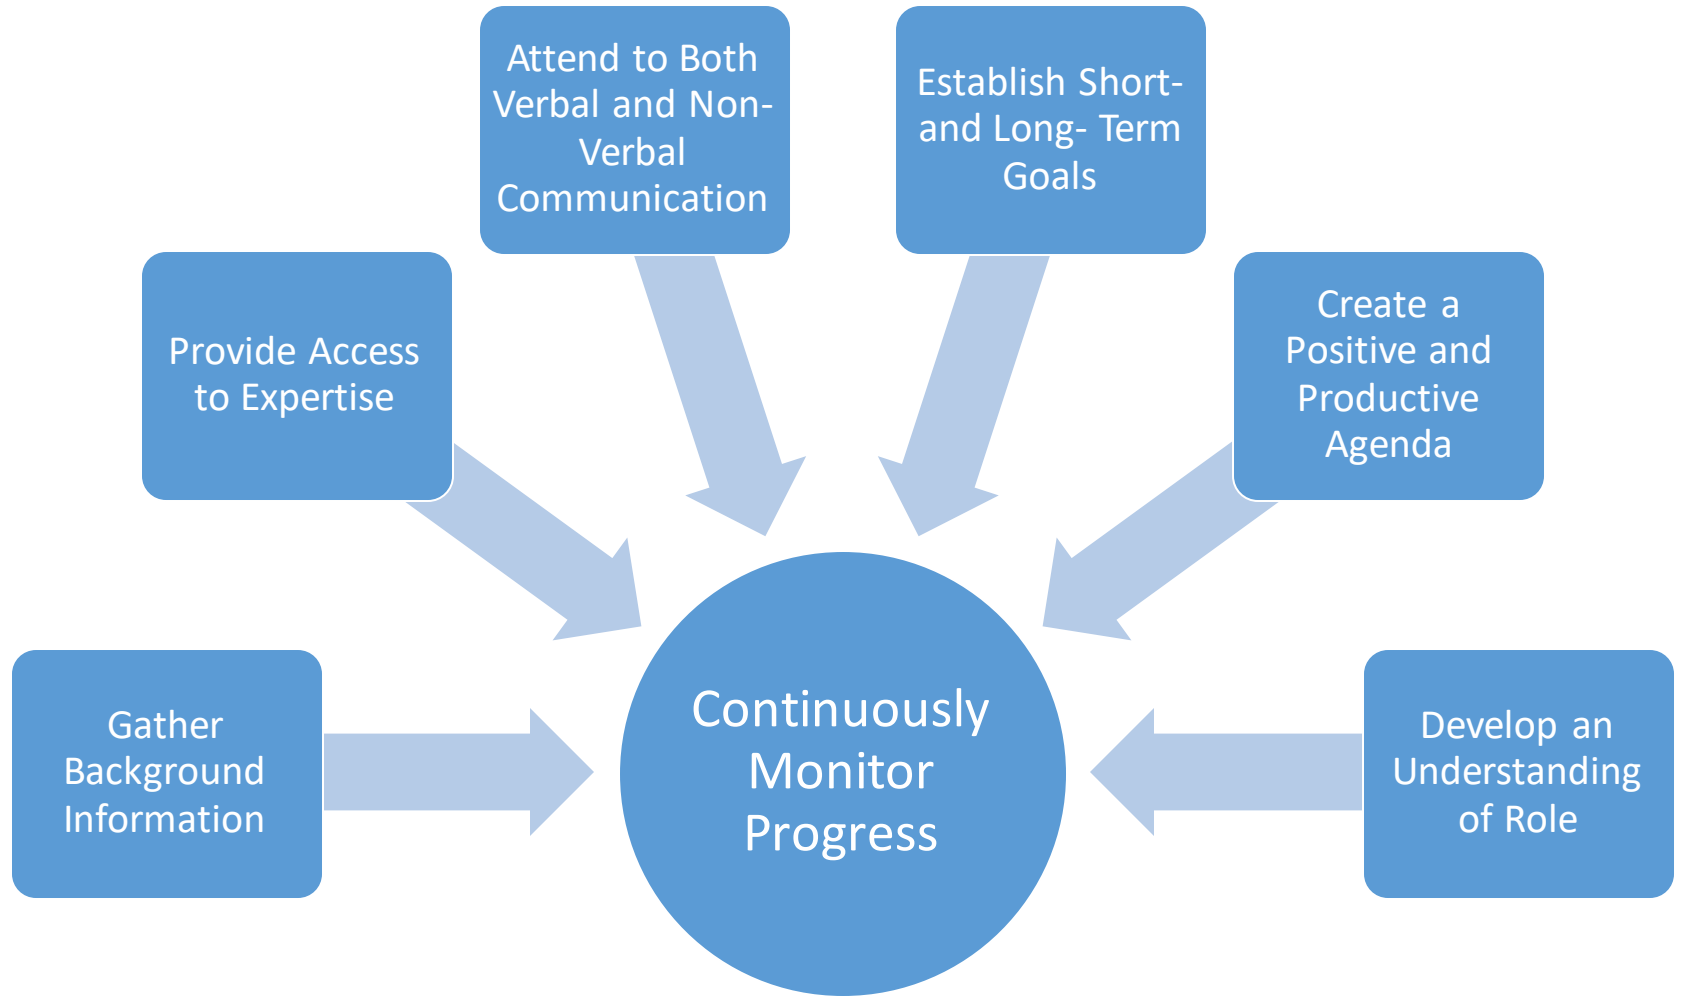 Attend to Both
Verbal and Non-
Verbal
Communication
Establish Short-
and Long- Term
Goals
Provide Access
to Expertise
Create a
Positive and
Productive
Agenda
Gather
Background
Information
Continuously
Monitor
Progress
Develop an
Understanding
of Role